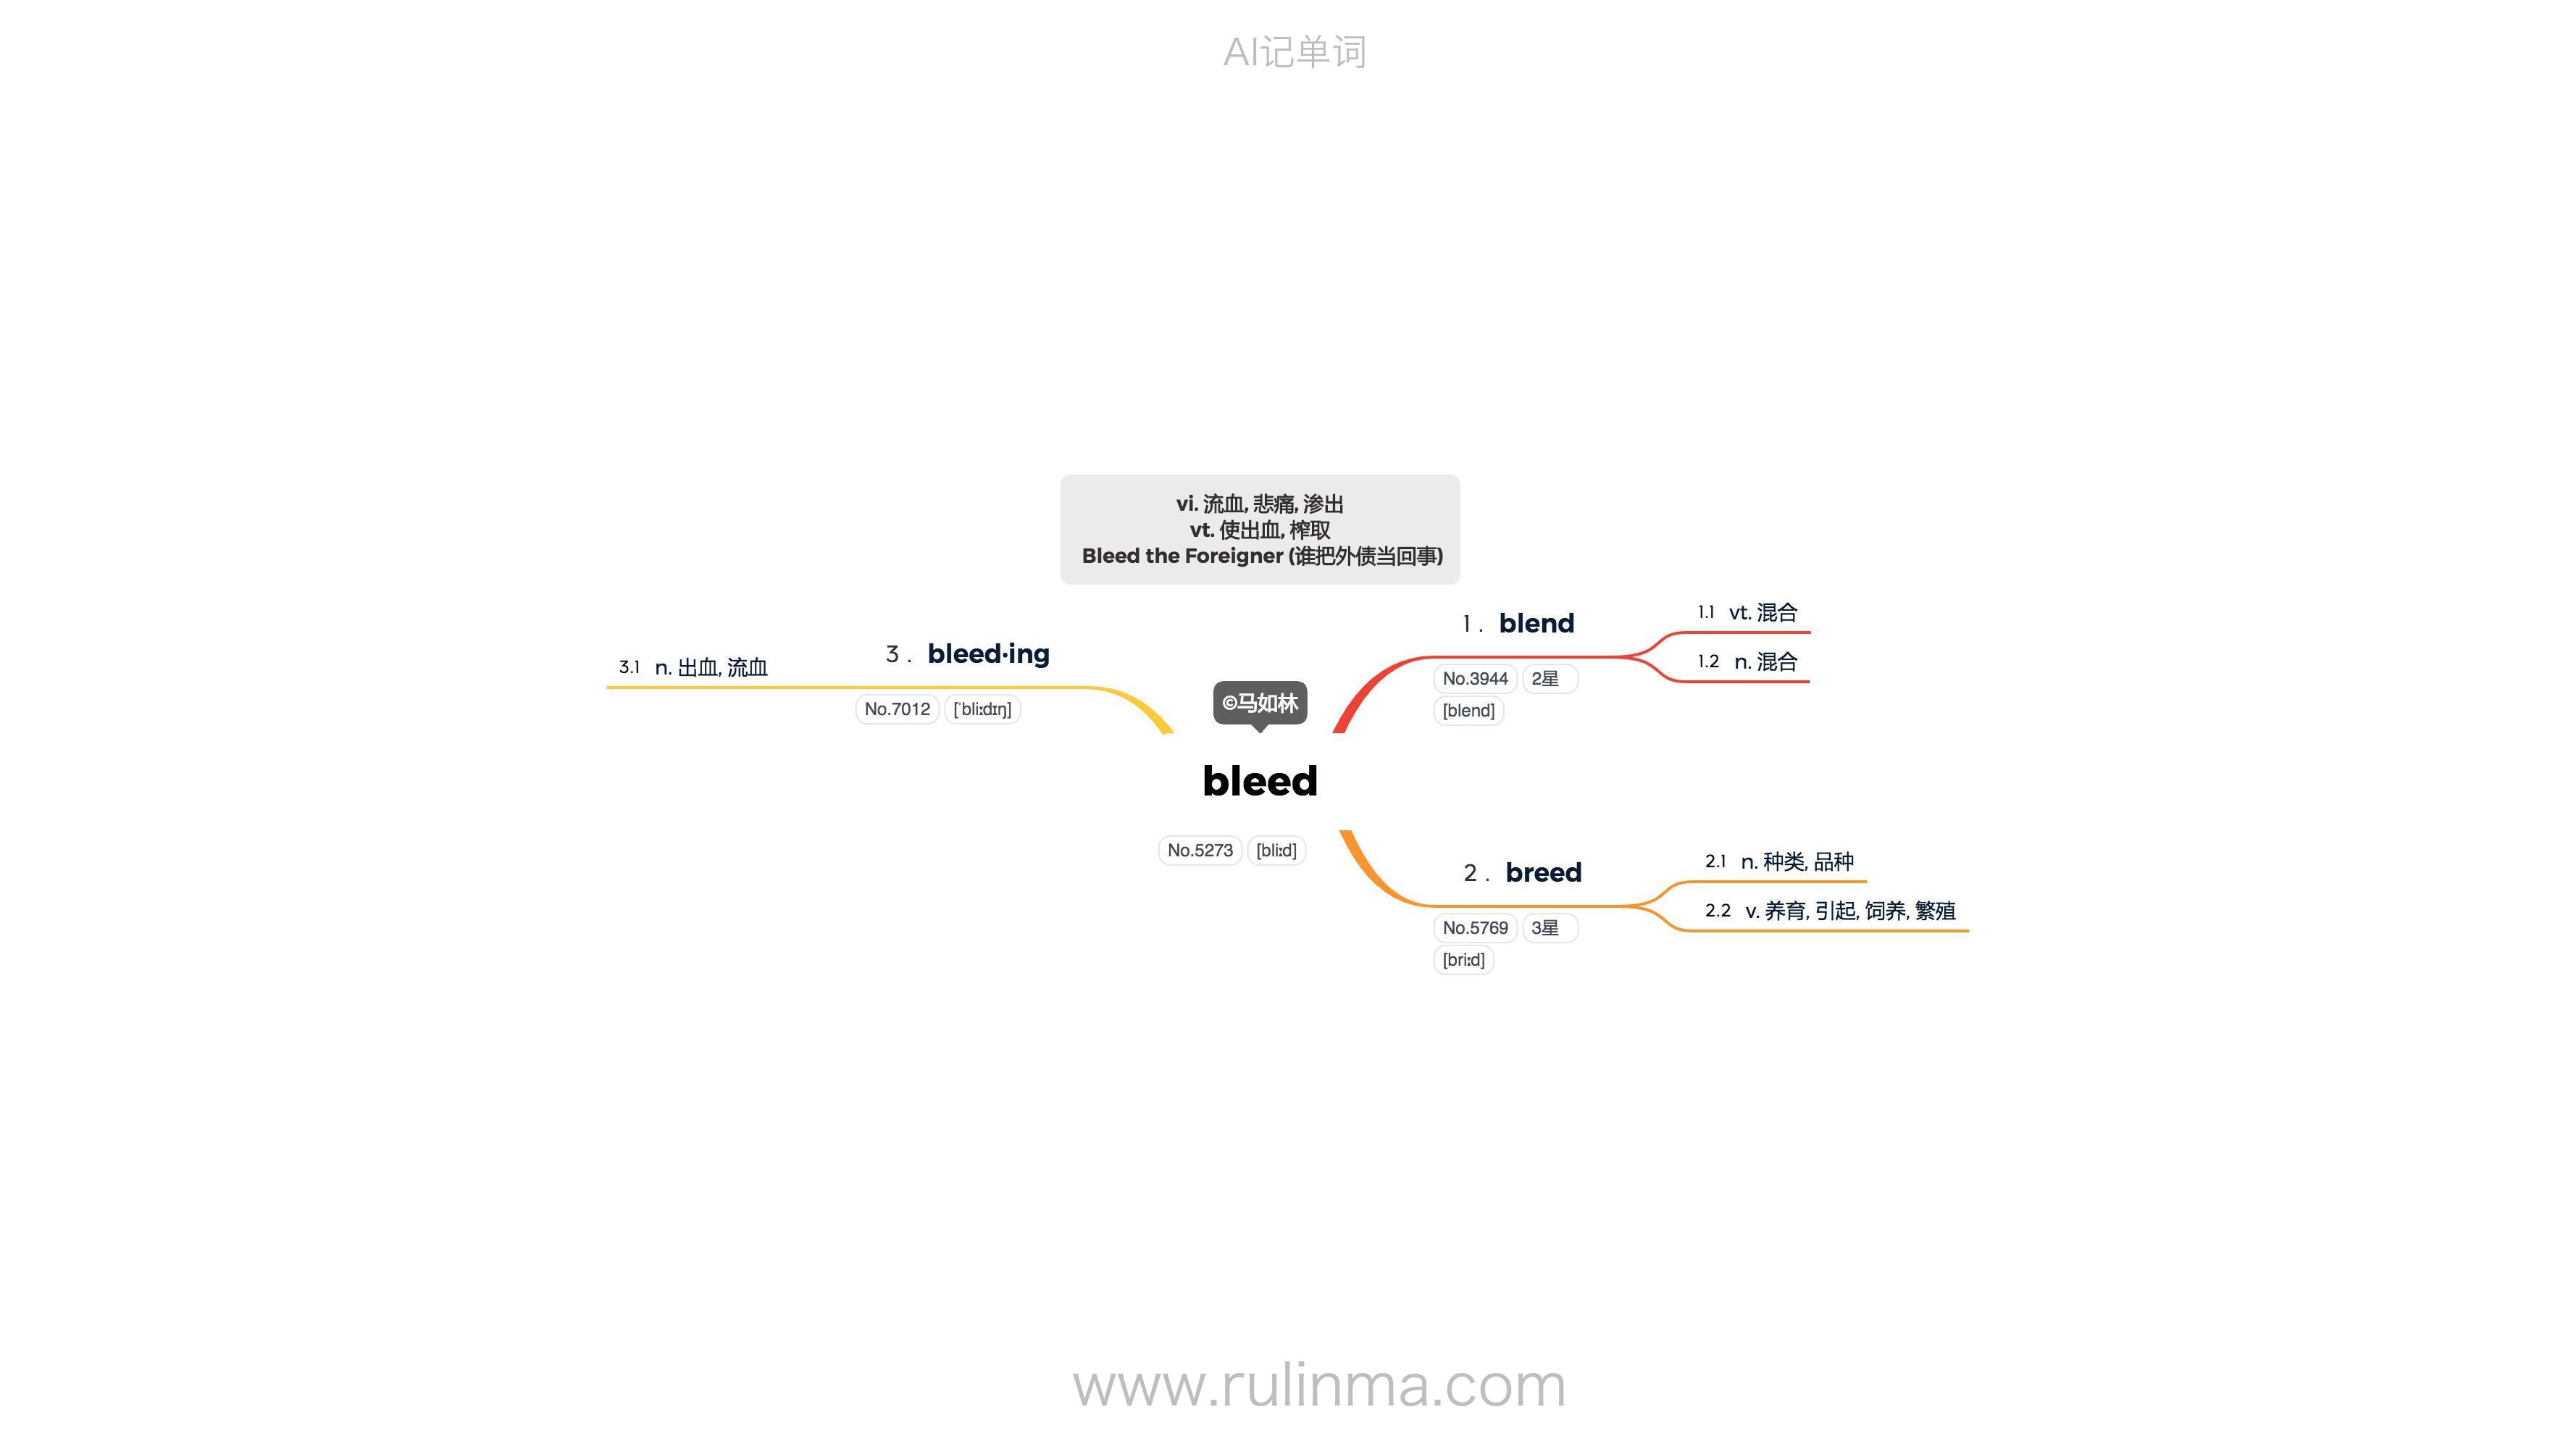 AI记单词
vi. 流血, 悲痛, 渗出
vt. 使出血, 榨取
Bleed the Foreigner (谁把外债当回事)
©马如林
bleed
No.5273 [bliːd]
1. blend
No.3944 2星
[blend]
1.1 vt. 混合
1.2 n. 混合
2. breed
No.5769 3星
[briːd]
2.1 n. 种类, 品种
2.2 v. 养育, 引起, 饲养, 繁殖
3. bleed·ing
No.7012 [ˈbliːdɪŋ]
3.1 n. 出血, 流血
www.rulinma.com